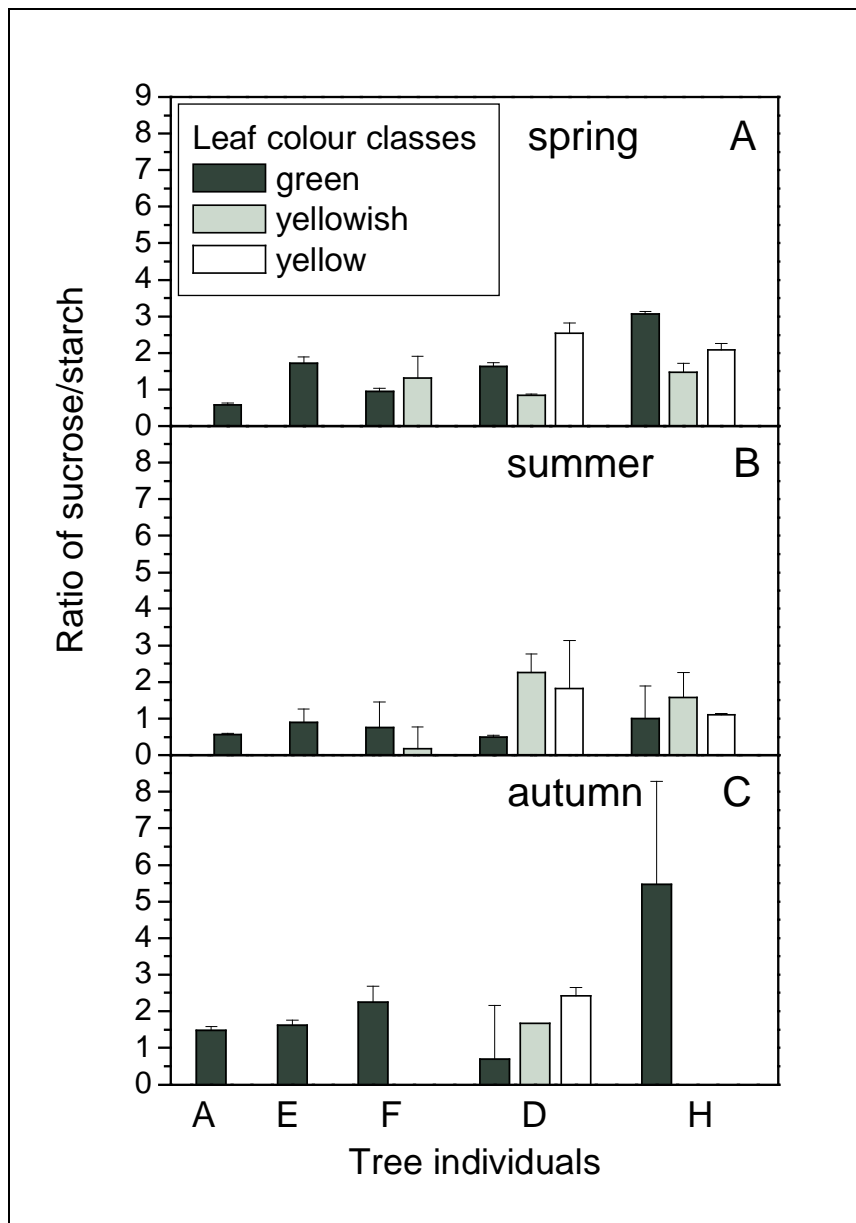 Ratio of sucrose/starch
9
8
7
6
5
4
3
2
1
0
Leaf colour classes
green
yellowish
yellow
spring A
8
7
6
5
4
3
2
1
0
summer B
8
7
6
5
4
3
2
1
0
autumn C
A E F D H
Tree individuals